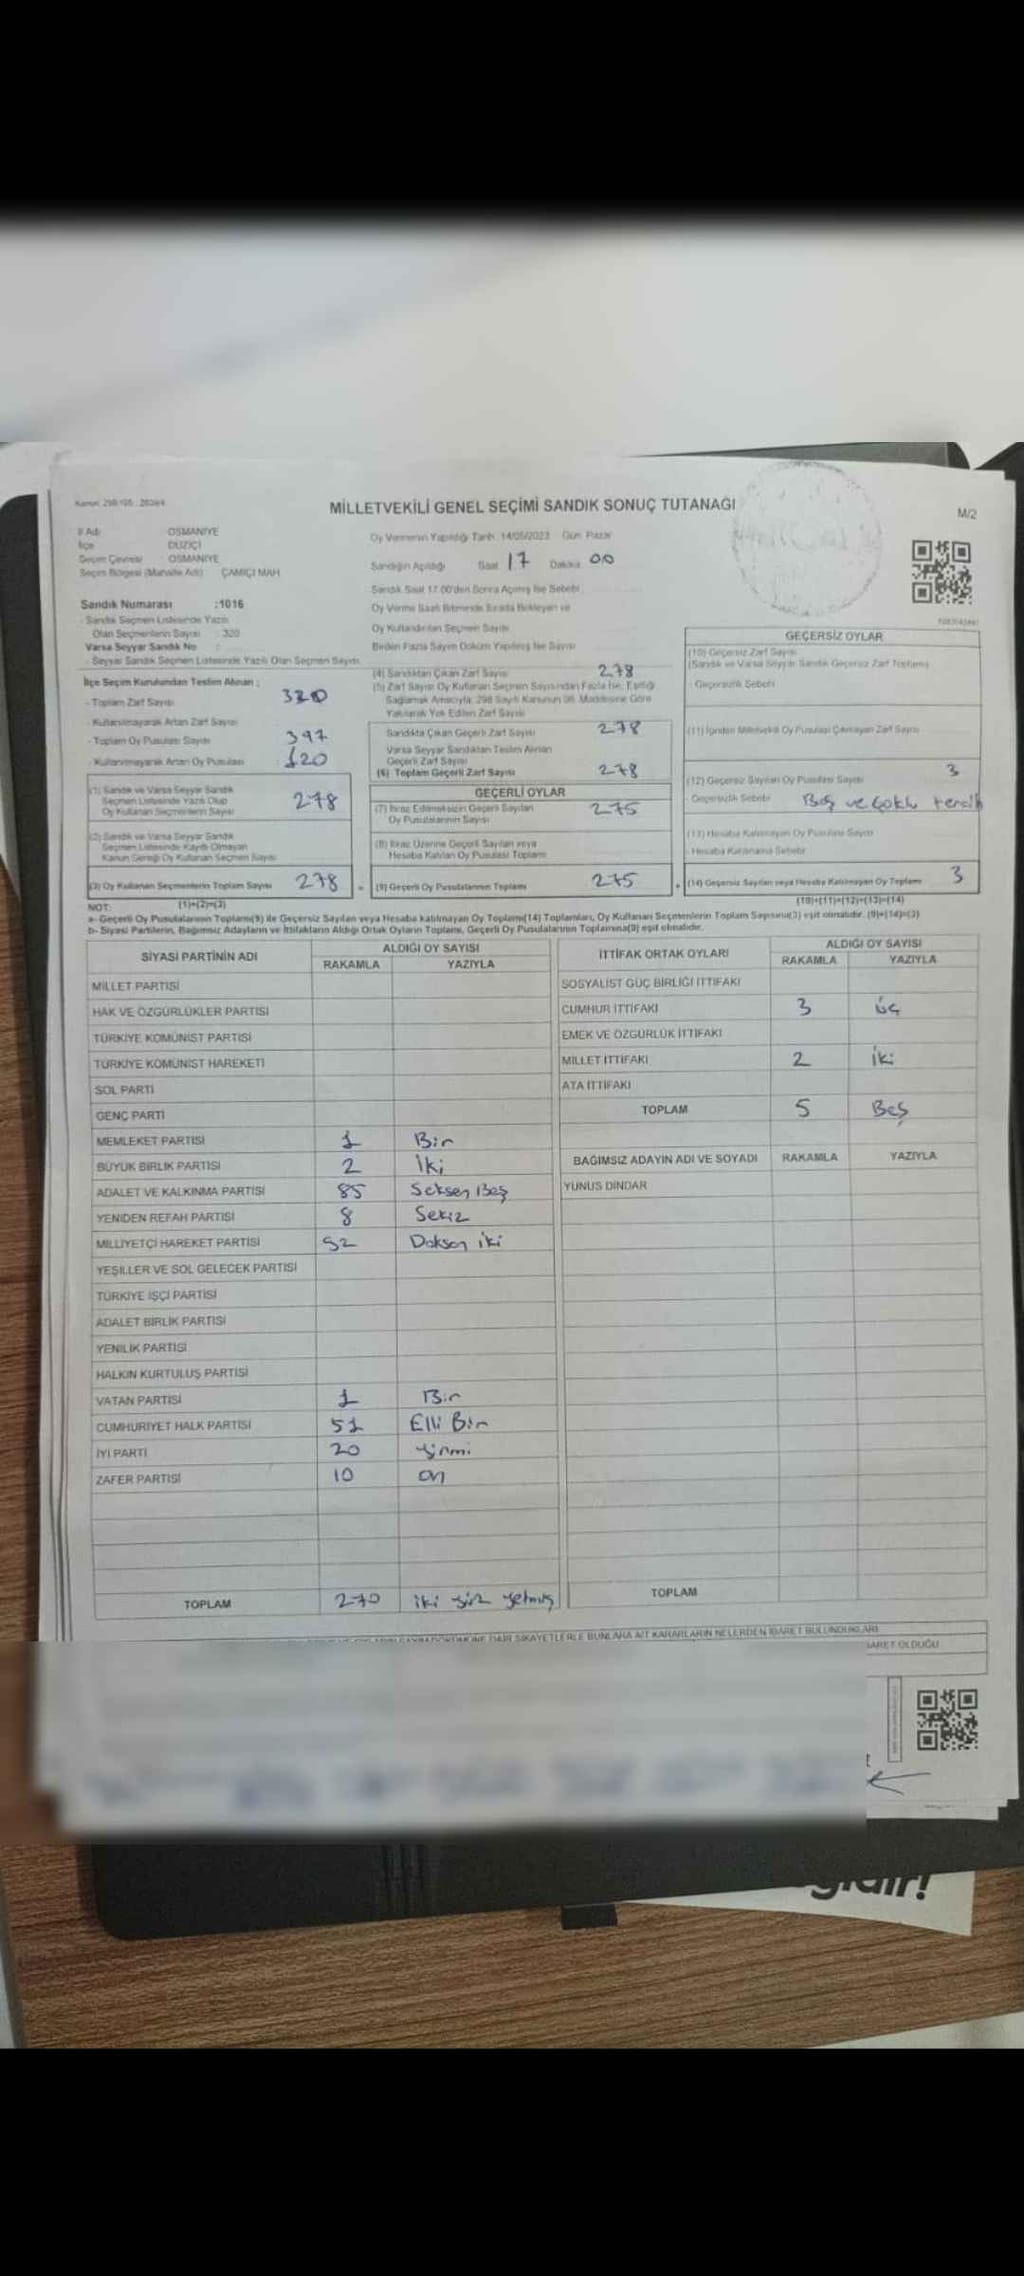 Kanun: 298/105, 2839/4
MİLLETVEKİLİ GENEL SEÇİMİ SANDIK SONUÇ TUTANAĞI
M/2
İl Adı : OSMANİYE
İlçe : DÜZİÇİ
Seçim Çevresi : OSMANİYE
Seçim Bölgesi (Mahalle Adı) : ÇAMİÇİ MAH
Oy Vermenin Yapıldığı Tarih: 14/05/2023 Gün: Pazar
Sandığın Açıldığı Saat 17 Dakika 00
Sandık Saat 17.00'den Sonra Açılmış İse Sebebi
Oy Verme Saati Bitiminde Sırada Bekleyen ve
Oy Kullandırılan Seçmen Sayısı
Birden Fazla Sayım Döküm Yapılmış İse Sayısı
Sandık Numarası :1016
- Sandık Seçmen Listesinde Yazılı
Olan Seçmenlerin Sayısı : 320
Varsa Seyyar Sandık No :
- Seyyar Sandık Seçmen Listesinde Yazılı Olan Seçmen Sayısı
İlçe Seçim Kurulundan Teslim Alınan :
- Toplam Zarf Sayısı 320
- Kullanılmayarak Artan Zarf Sayısı
- Toplam Oy Pusulası Sayısı 397
- Kullanılmayarak Artan Oy Pusulası 120
(1) Sandık ve Varsa Seyyar Sandık
Seçmen Listesinde Yazılı Olup
Oy Kullanan Seçmenlerin Sayısı 278
(2) Sandık ve Varsa Seyyar Sandık
Seçmen Listesinde Kayıtlı Olmayan
Kanun Gereği Oy Kullanan Seçmen Sayısı
(3) Oy Kullanan Seçmenlerin Toplam Sayısı 278
(1)+(2)=(3)
(4) Sandıktan Çıkan Zarf Sayısı 278
(5) Zarf Sayısı Oy Kullanan Seçmen Sayısından Fazla İse, Eşitliği
Sağlamak Amacıyla; 298 Sayılı Kanunun 98. Maddesine Göre
Yakılarak Yok Edilen Zarf Sayısı
Sandıkta Çıkan Geçerli Zarf Sayısı 278
Varsa Seyyar Sandıktan Teslim Alınan
Geçerli Zarf Sayısı
(6) Toplam Geçerli Zarf Sayısı 278
GEÇERLİ OYLAR
(7) İtiraz Edilmeksizin Geçerli Sayılan
Oy Pusulalarının Sayısı 275
(8) İtiraz Üzerine Geçerli Sayılan veya
Hesaba Katılan Oy Pusulası Toplamı
= (9) Geçerli Oy Pusulalarının Toplamı 275
GEÇERSİZ OYLAR
(10) Geçersiz Zarf Sayısı
(Sandık ve Varsa Seyyar Sandık Geçersiz Zarf Toplamı)
- Geçersizlik Sebebi
(11) İçinden Milletvekili Oy Pusulası Çıkmayan Zarf Sayısı
(12) Geçersiz Sayılan Oy Pusulası Sayısı 3
- Geçersizlik Sebebi Boş ve çoklu tercih
(13) Hesaba Katılmayan Oy Pusulası Sayısı
- Hesaba Katılmama Sebebi
+ (14) Geçersiz Sayılan veya Hesaba Katılmayan Oy Toplamı 3
(10)+(11)+(12)+(13)=(14)
NOT:
a- Geçerli Oy Pusulalarının Toplamı(9) ile Geçersiz Sayılan veya Hesaba katılmayan Oy Toplamı(14) Toplamları, Oy Kullanan Seçmenlerin Toplam Sayısına(3) eşit olmalıdır. (9)+(14)=(3)
b- Siyasi Partilerin, Bağımsız Adayların ve İttifakların Aldığı Ortak Oyların Toplamı, Geçerli Oy Pusulalarının Toplamına(9) eşit olmalıdır.
SİYASİ PARTİNİN ADI ALDIĞI OY SAYISI
RAKAMLA YAZIYLA
MİLLET PARTİSİ
HAK VE ÖZGÜRLÜKLER PARTİSİ
TÜRKİYE KOMÜNİST PARTİSİ
TÜRKİYE KOMÜNİST HAREKETİ
SOL PARTİ
GENÇ PARTİ
MEMLEKET PARTİSİ 1 Bir
BÜYÜK BİRLİK PARTİSİ 2 İki
ADALET VE KALKINMA PARTİSİ 85 Seksen Beş
YENİDEN REFAH PARTİSİ 8 Sekiz
MİLLİYETÇİ HAREKET PARTİSİ 92 Doksan iki
YEŞİLLER VE SOL GELECEK PARTİSİ
TÜRKİYE İŞÇİ PARTİSİ
ADALET BİRLİK PARTİSİ
YENİLİK PARTİSİ
HALKIN KURTULUŞ PARTİSİ
VATAN PARTİSİ 1 Bir
CUMHURİYET HALK PARTİSİ 51 Elli Bir
İYİ PARTİ 20 yirmi
ZAFER PARTİSİ 10 on
TOPLAM 270 iki yüz yetmiş
İTTİFAK ORTAK OYLARI ALDIĞI OY SAYISI
RAKAMLA YAZIYLA
SOSYALİST GÜÇ BİRLİĞİ İTTİFAKI
CUMHUR İTTİFAKI 3 üç
EMEK VE ÖZGÜRLÜK İTTİFAKI
MİLLET İTTİFAKI 2 iki
ATA İTTİFAKI
TOPLAM 5 Beş
BAĞIMSIZ ADAYIN ADI VE SOYADI RAKAMLA YAZIYLA
YUNUS DİNDAR
TOPLAM
SAYIM DÖKÜMÜNE DAİR ŞİKAYETLERLE BUNLARA AİT KARARLARIN NELERDEN İBARET BULUNDUKLARI
İBARET OLDUĞU